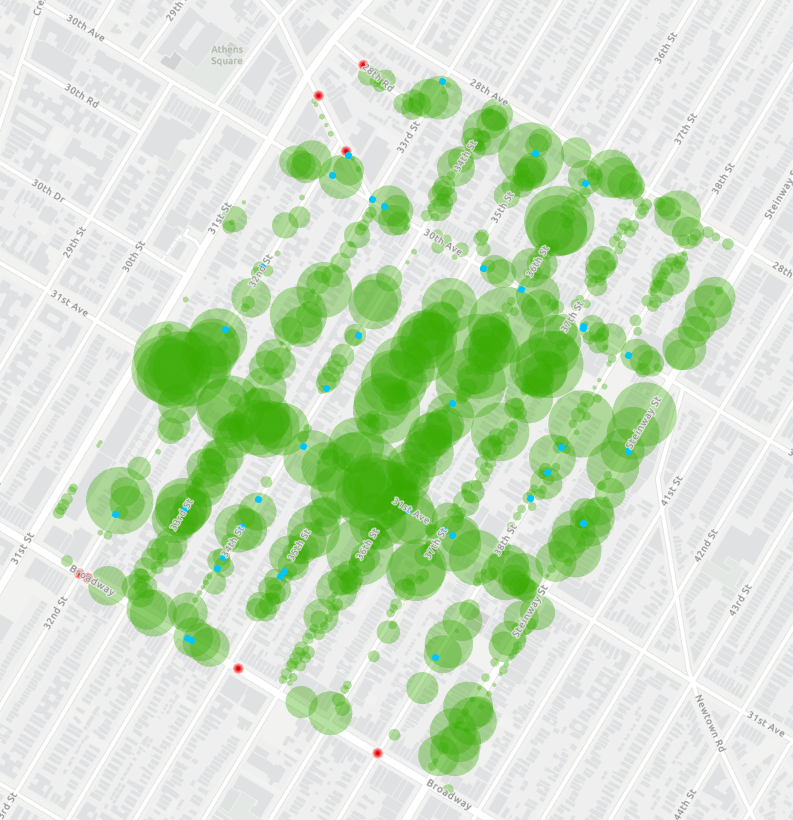 Cre
30th Ave
29th
36th St
Athens
Square
28th Rd
28th Ave
30th Rd
37th St
33rd St
34th St
38th St
30th Dr
Steinway S
31st St
35th St
29th St
30th St
30th Ave
32nd St
36th St
28th
31st Ave
37th St
Steinway St
3
41st St
33rd St
31st Ave
31st St
34th St
35th St
36th St
37th St
38th St
42nd St
Broadway
32nd St
43rd St
Steinway St
31st Ave
Newtown Rd
Broadway
3rd St
44th St